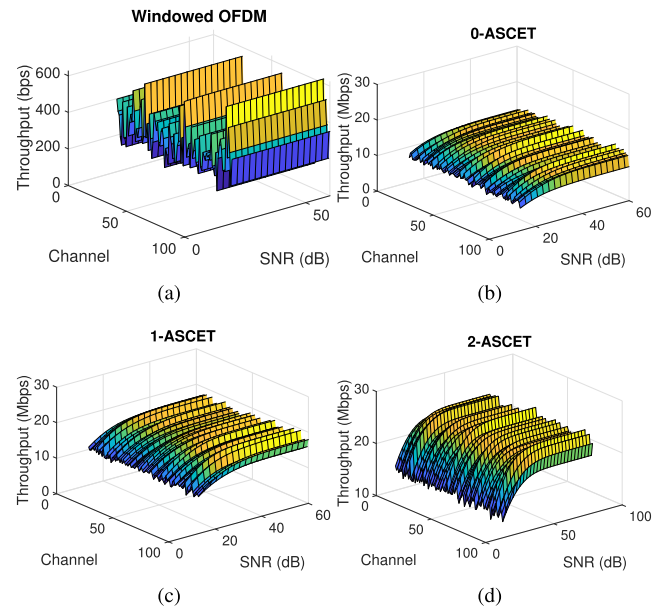 Windowed OFDM
Throughput (bps)
600
400
200
0
0
50
100
Channel
0
50
SNR (dB)
(a)
0-ASCET
Throughput (Mbps)
30
20
10
0
0
50
100
Channel
0
20
40
60
SNR (dB)
(b)
1-ASCET
Throughput (Mbps)
30
20
10
0
0
50
100
Channel
0
20
40
60
SNR (dB)
(c)
2-ASCET
Throughput (Mbps)
30
20
10
0
50
100
Channel
0
50
100
SNR (dB)
(d)